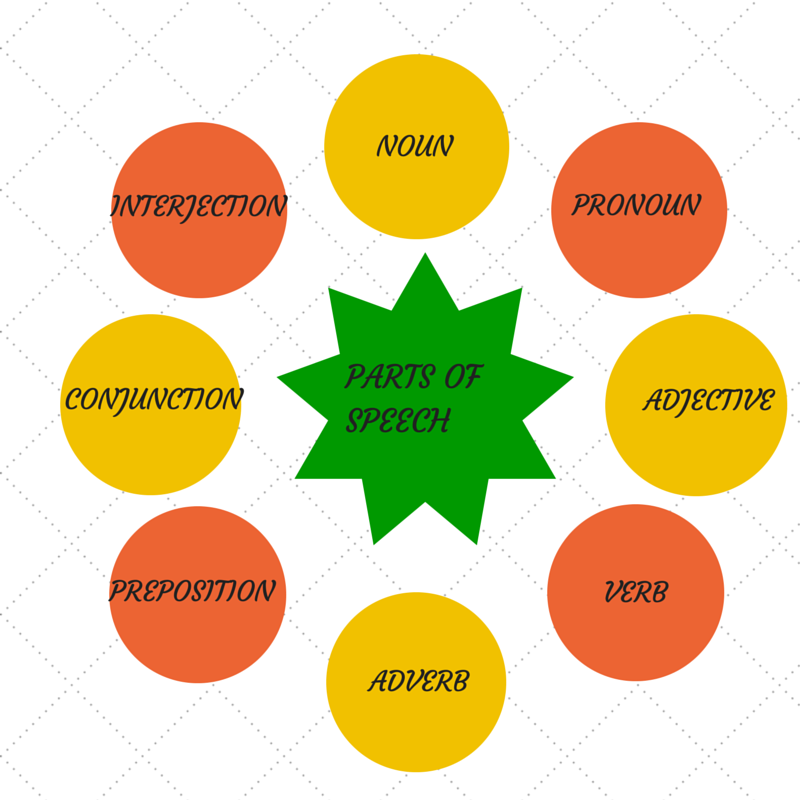 NOUN
PRONOUN
ADJECTIVE
VERB
ADVERB
PREPOSITION
CONJUNCTION
INTERJECTION
PARTS OF
SPEECH